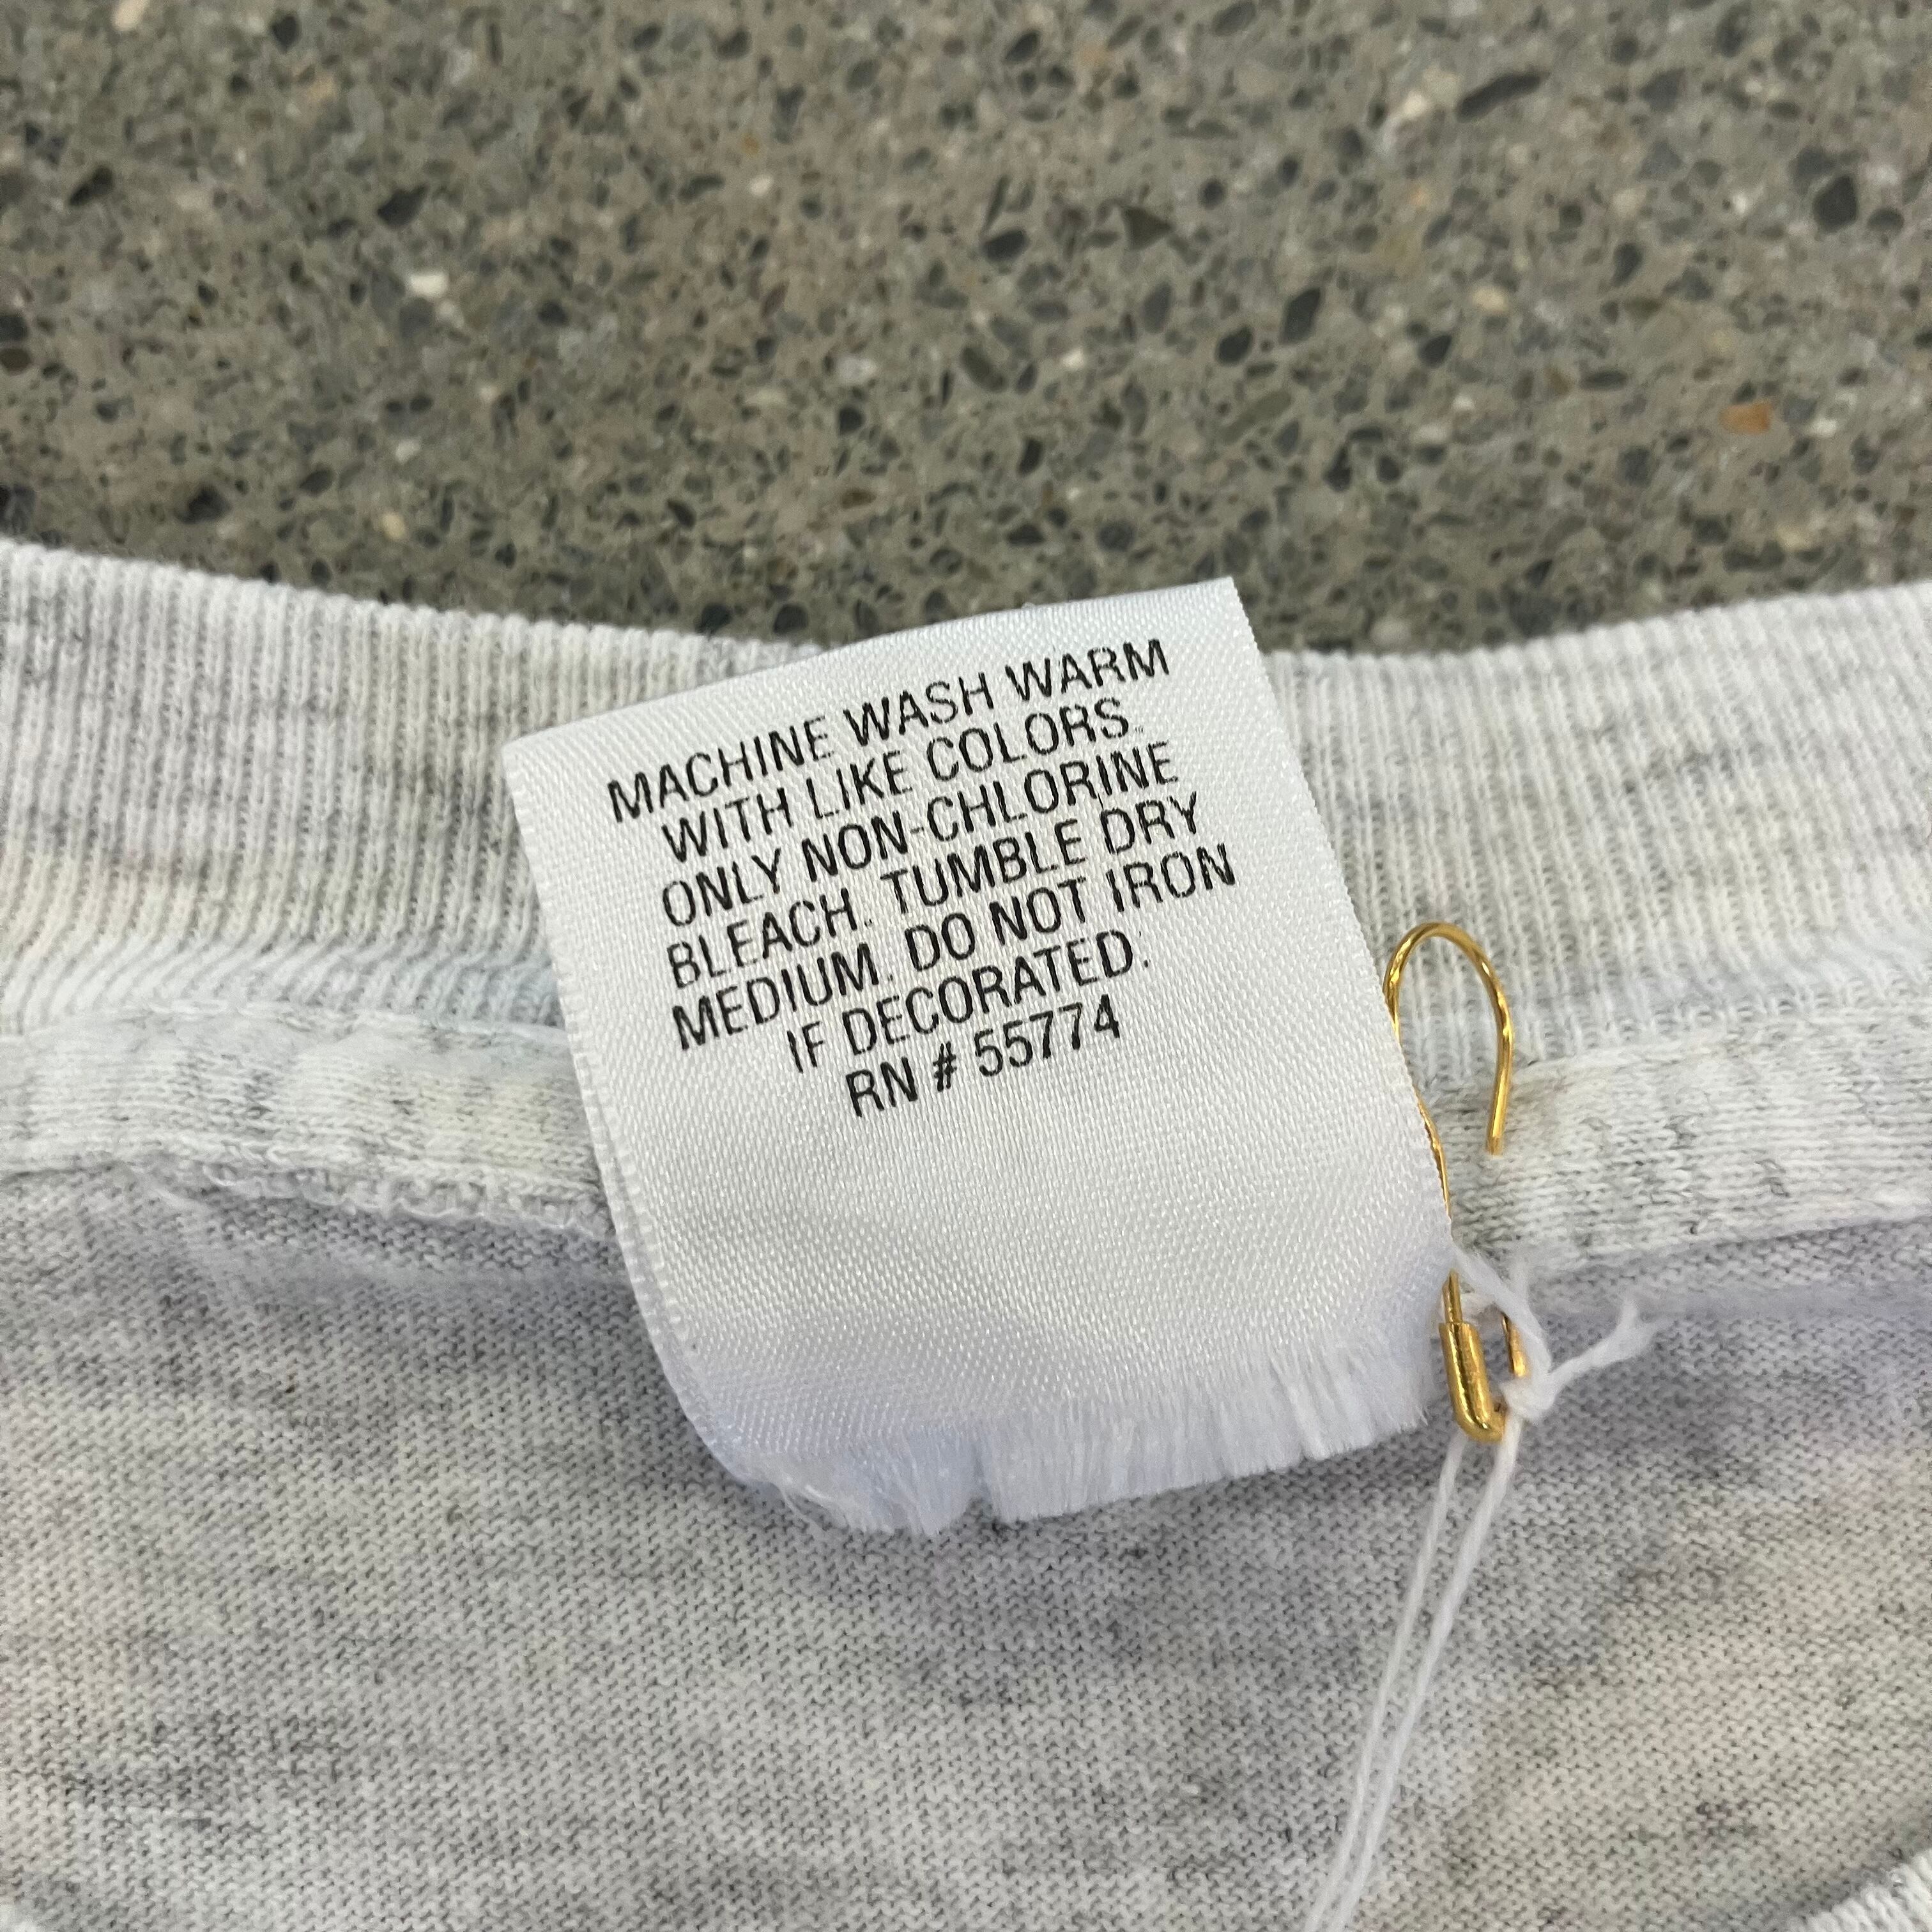 MACHINE WASH WARM
WITH LIKE COLORS.
ONLY NON-CHLORINE
BLEACH. TUMBLE DRY
MEDIUM. DO NOT IRON
IF DECORATED.
RN # 55774